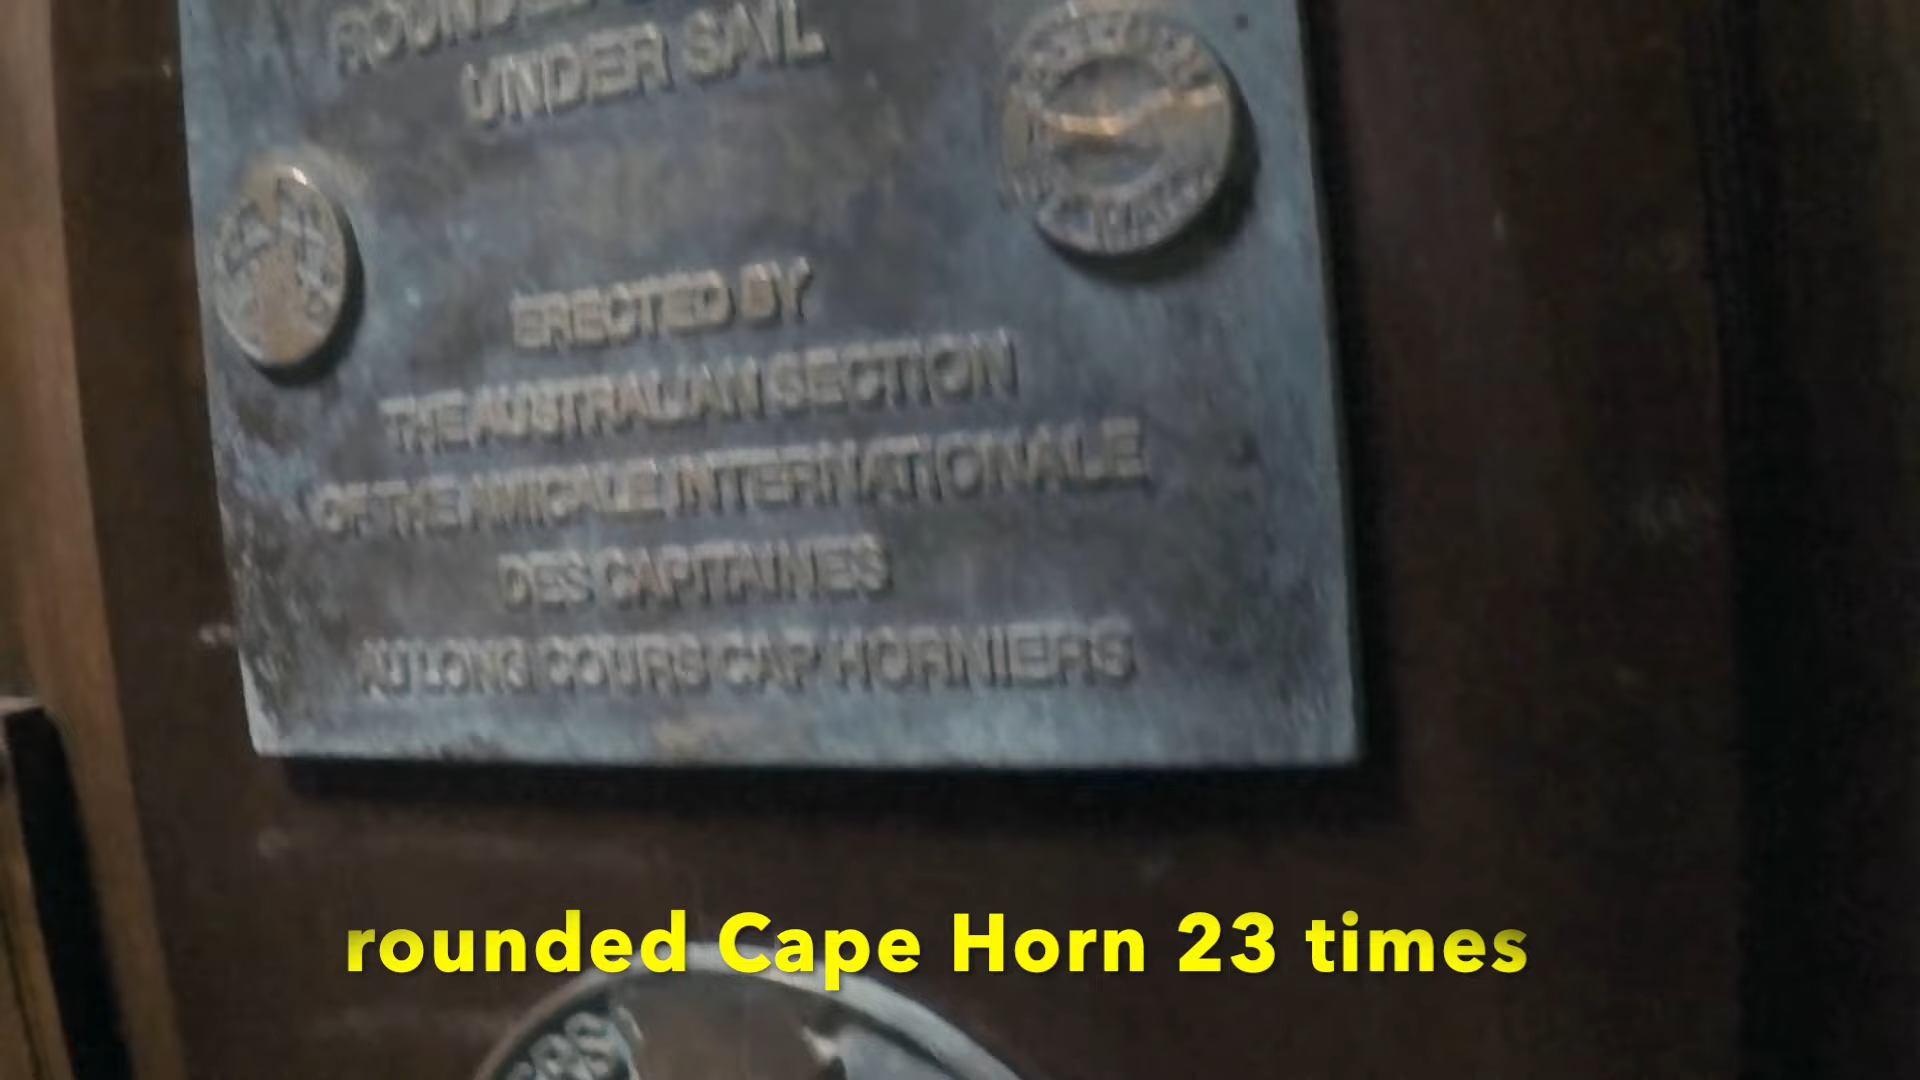 UNDER SAIL
ERECTED BY
THE AUSTRALIAN SECTION
OF THE AMICALE INTERNATIONALE
DES CAPITAINES
AU LONG COURS CAP HORNIERS
rounded Cape Horn 23 times